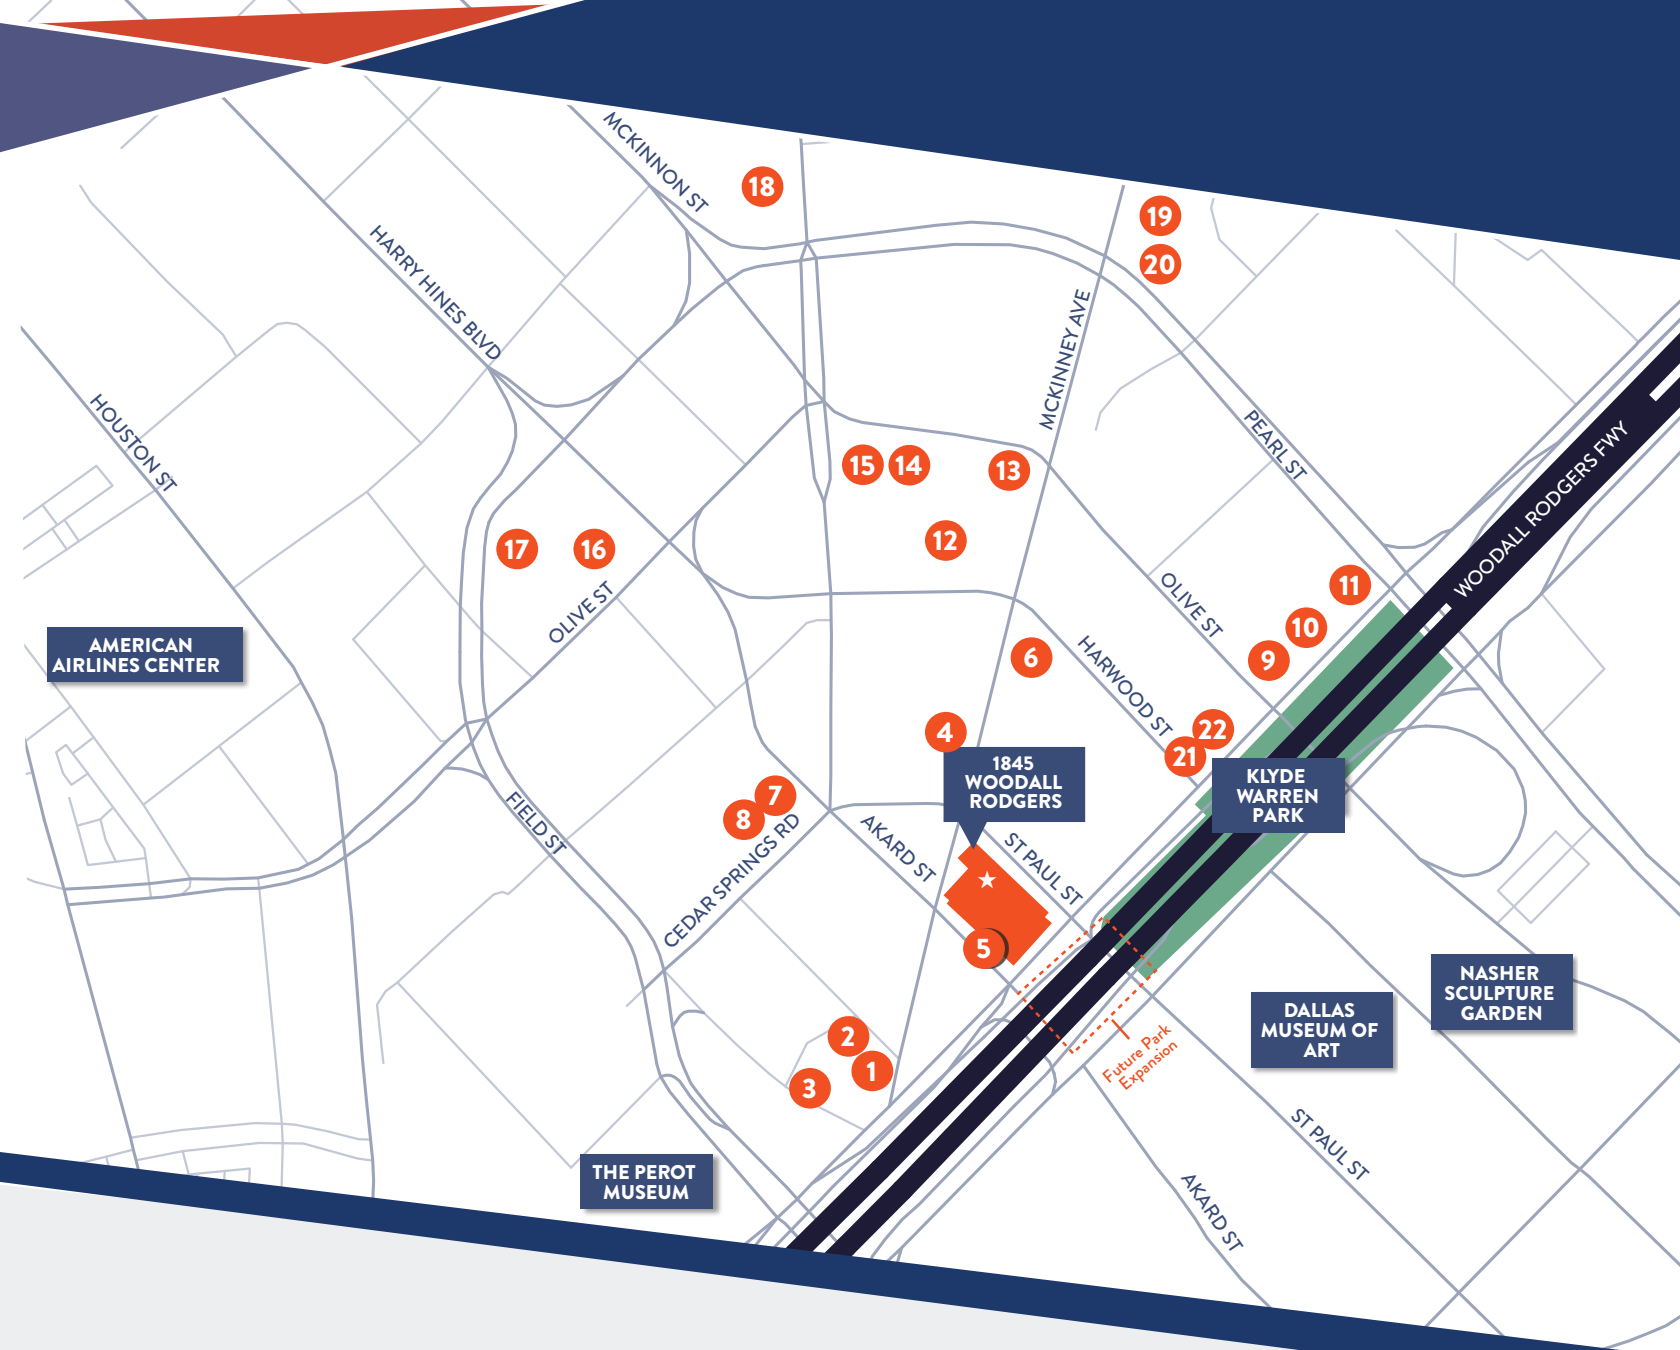 MCKINNON ST
18
19
20
HARRY HINES BLVD
MCKINNEY AVE
HOUSTON ST
PEARL ST
WOODALL RODGERS FWY
15
14
13
12
17
16
OLIVE ST
OLIVE ST
11
10
9
AMERICAN
AIRLINES CENTER
6
HARWOOD ST
4
22
21
1845
WOODALL
RODGERS
KLYDE
WARREN
PARK
7
8
FIELD ST
CEDAR SPRINGS RD
AKARD ST
ST PAUL ST
5
NASHER
SCULPTURE
GARDEN
DALLAS
MUSEUM OF
ART
Future Park
Expansion
2
1
3
ST PAUL ST
THE PEROT
MUSEUM
AKARD ST